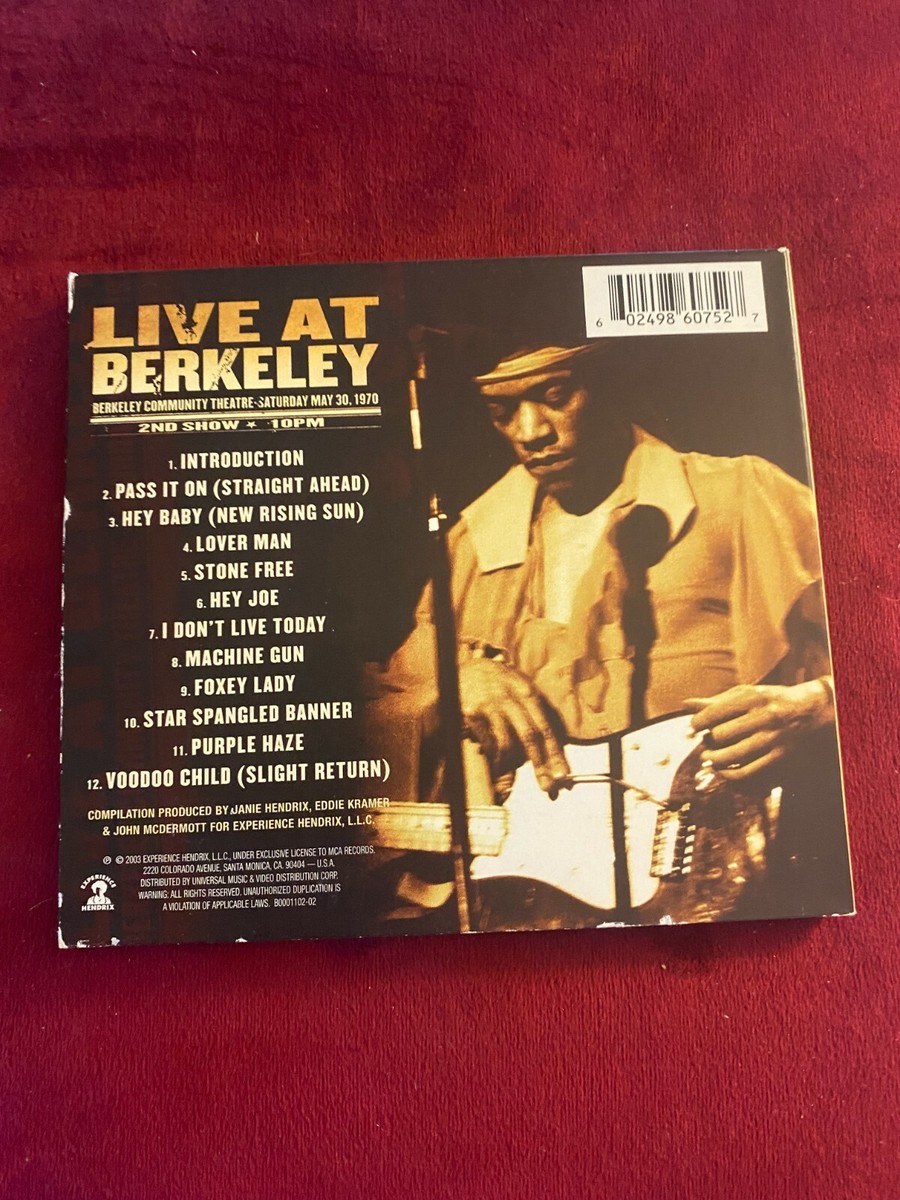 LIVE AT
BERKELEY
BERKELEY COMMUNITY THEATRE·SATURDAY MAY 30, 1970
2ND SHOW ★ 10PM
1. INTRODUCTION
2. PASS IT ON (STRAIGHT AHEAD)
3. HEY BABY (NEW RISING SUN)
4. LOVER MAN
5. STONE FREE
6. HEY JOE
7. I DON'T LIVE TODAY
8. MACHINE GUN
9. FOXEY LADY
10. STAR SPANGLED BANNER
11. PURPLE HAZE
12. VOODOO CHILD (SLIGHT RETURN)
COMPILATION PRODUCED BY JANIE HENDRIX, EDDIE KRAMER
& JOHN MCDERMOTT FOR EXPERIENCE HENDRIX, L.L.C.
℗ © 2003 EXPERIENCE HENDRIX, L.L.C., UNDER EXCLUSIVE LICENSE TO MCA RECORDS,
2220 COLORADO AVENUE, SANTA MONICA, CA. 90404 — U.S.A.
DISTRIBUTED BY UNIVERSAL MUSIC & VIDEO DISTRIBUTION CORP.
WARNING: ALL RIGHTS RESERVED. UNAUTHORIZED DUPLICATION IS
A VIOLATION OF APPLICABLE LAWS. B0001102-02
EXPERIENCE
HENDRIX
6 02498 60752 7